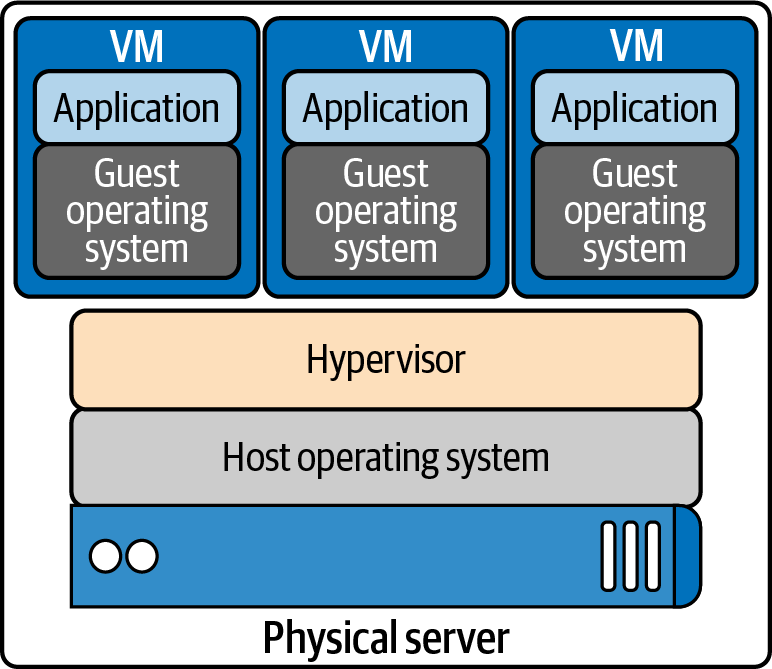 VM
Application
Guest
operating
system
VM
Application
Guest
operating
system
VM
Application
Guest
operating
system
Hypervisor
Host operating system
Physical server